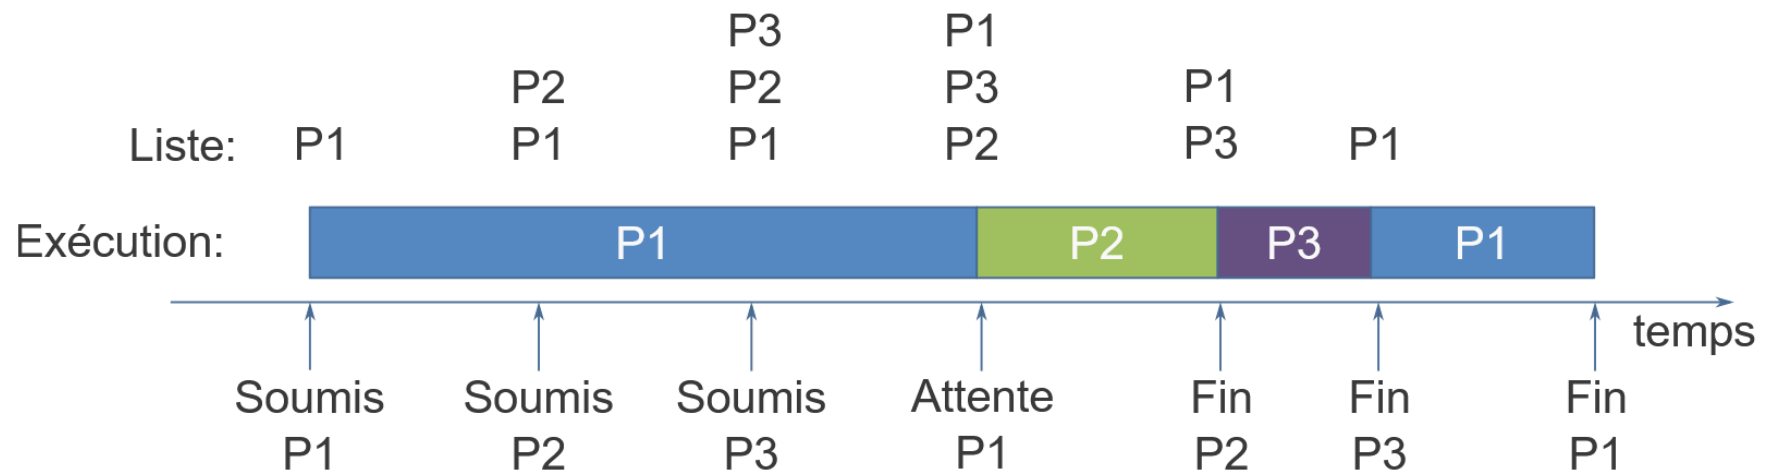 P3 P1
P2 P2 P3 P1
Liste: P1 P1 P1 P2 P3 P1
Exécution: P1 P2 P3 P1
temps
Soumis Soumis Soumis Attente Fin Fin Fin
P1 P2 P3 P1 P2 P3 P1